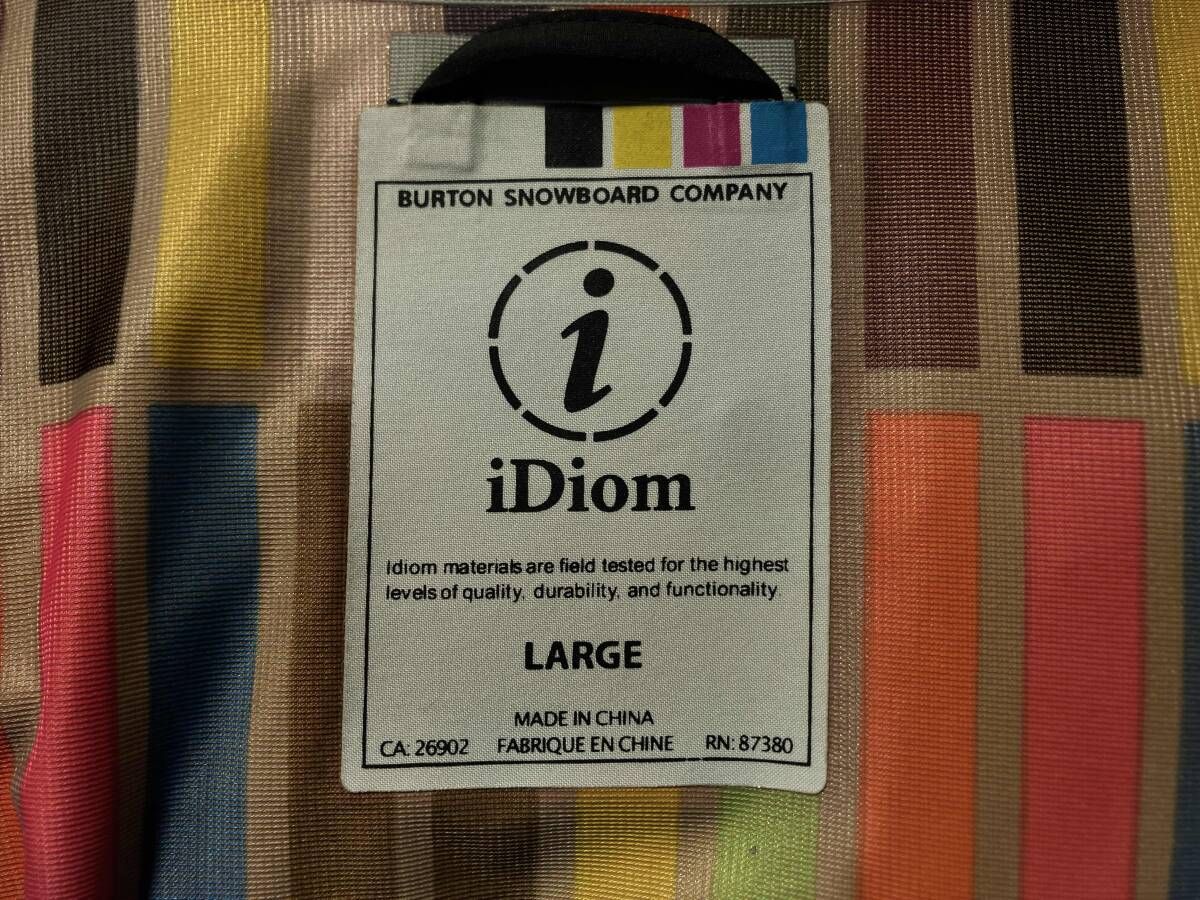 BURTON SNOWBOARD COMPANY
i
iDiom
Idiom materials are field tested for the highest
levels of quality, durability, and functionality
LARGE
MADE IN CHINA
CA: 26902 FABRIQUE EN CHINE RN: 87380